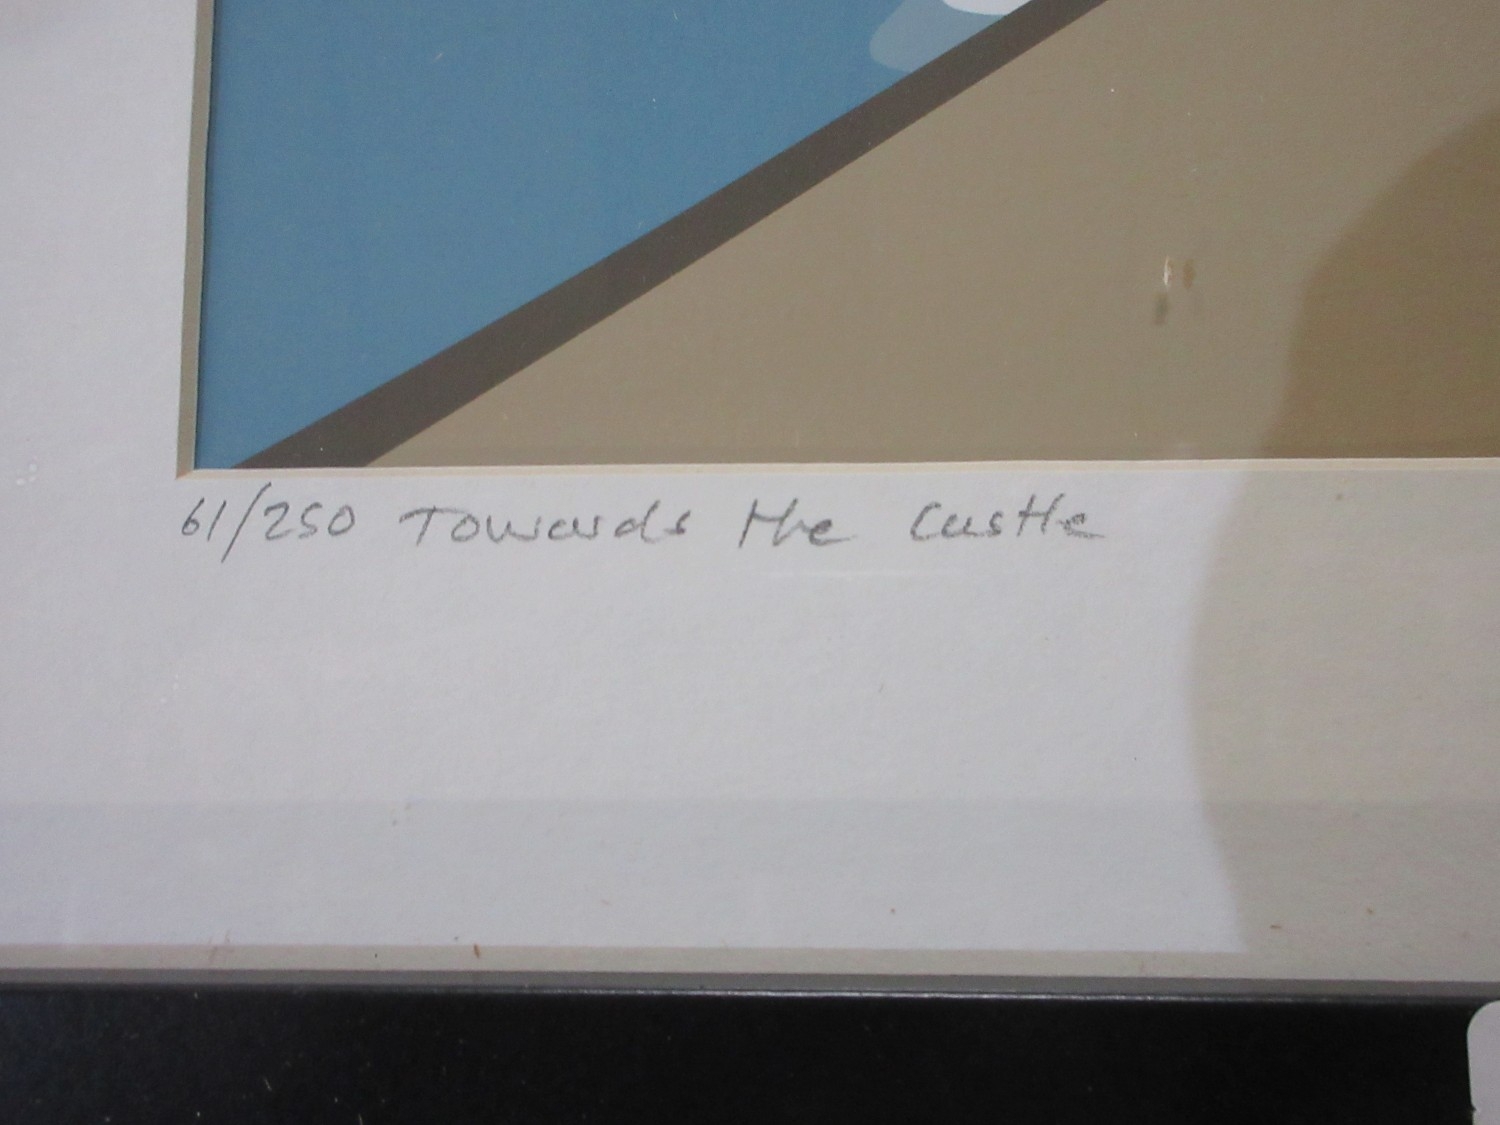 61/250 Towards the Castle